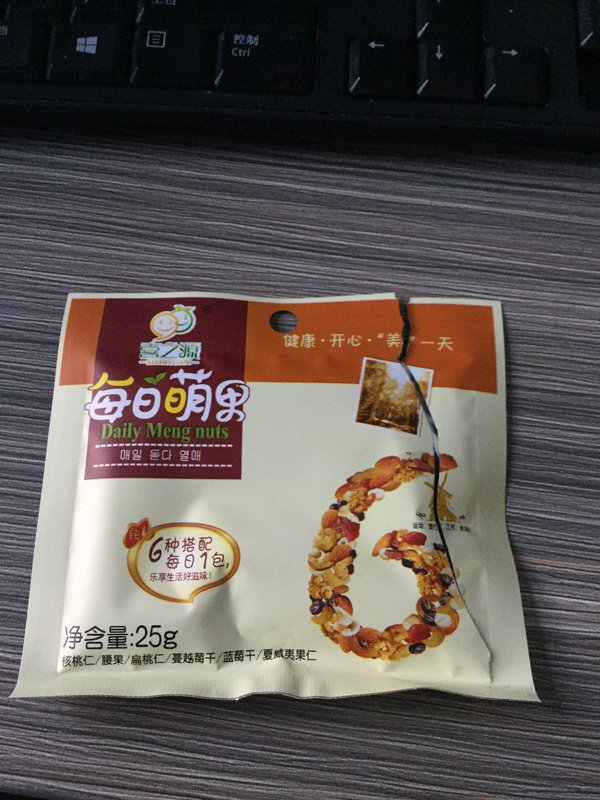 控制
Ctrl
喜之源
®
健康·开心·“美”一天
每日萌果
Daily Meng nuts
매일 돋다 열매
纯
6种搭配
每日1包,
乐享生活好滋味!
净含量:25g
核桃仁/腰果/扁桃仁/蔓越莓干/蓝莓干/夏威夷果仁